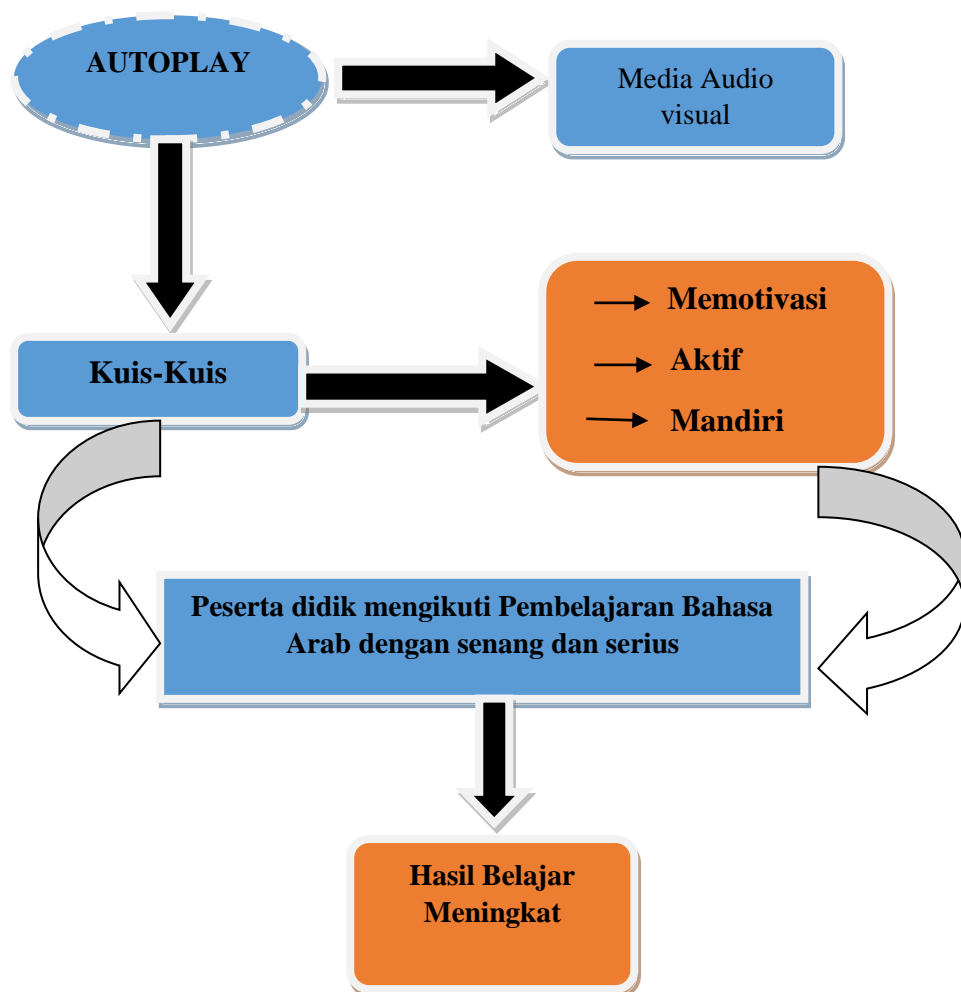 AUTOPLAY
Media Audio
visual
Memotivasi
Aktif
Mandiri
Kuis-Kuis
Peserta didik mengikuti Pembelajaran Bahasa
Arab dengan senang dan serius
Hasil Belajar
Meningkat